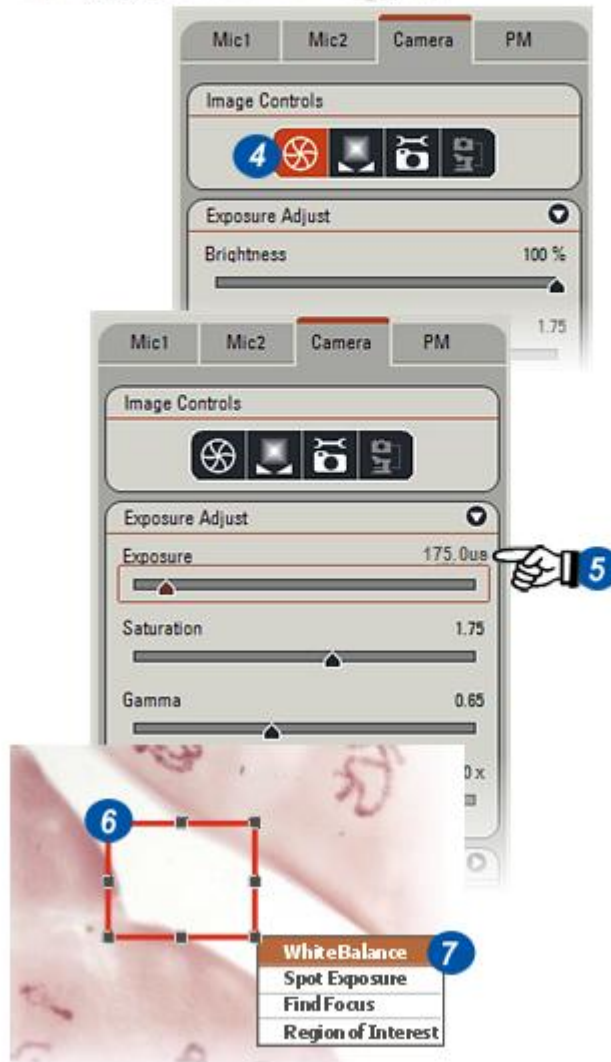 Mic1 Mic2 Camera PM
Image Controls
4
Exposure Adjust
Brightness 100 %
1.75
Mic1 Mic2 Camera PM
Image Controls
Exposure Adjust
Exposure 175.0us
5
Saturation 1.75
Gamma 0.65
0 x
6
WhiteBalance 7
Spot Exposure
Find Focus
Region of Interest